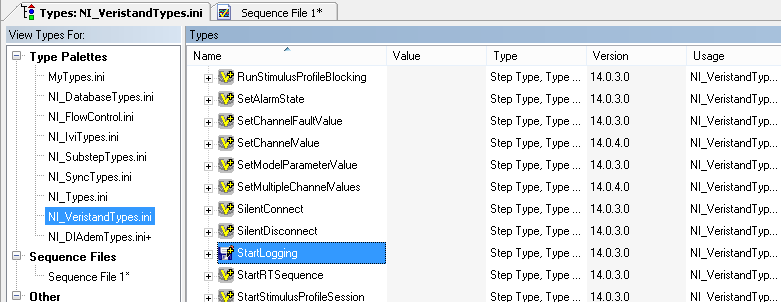 Types: NI_VeristandTypes.ini Sequence File 1*
View Types For:
Type Palettes
MyTypes.ini
NI_DatabaseTypes.ini
NI_FlowControl.ini
NI_IviTypes.ini
NI_SubstepTypes.ini
NI_SyncTypes.ini
NI_Types.ini
NI_VeristandTypes.ini
NI_DIAdemTypes.ini+
Sequence Files
Sequence File 1*
Other
Types
Name Value Type Version Usage
RunStimulusProfileBlocking Step Type, Type ... 14.0.3.0 NI_VeristandTyp...
SetAlarmState Step Type, Type ... 14.0.3.0 NI_VeristandTyp...
SetChannelFaultValue Step Type, Type ... 14.0.3.0 NI_VeristandTyp...
SetChannelValue Step Type, Type ... 14.0.4.0 NI_VeristandTyp...
SetModelParameterValue Step Type, Type ... 14.0.3.0 NI_VeristandTyp...
SetMultipleChannelValues Step Type, Type ... 14.0.4.0 NI_VeristandTyp...
SilentConnect Step Type, Type ... 14.0.3.0 NI_VeristandTyp...
SilentDisconnect Step Type, Type ... 14.0.3.0 NI_VeristandTyp...
StartLogging Step Type, Type ... 14.0.3.0 NI_VeristandTyp...
StartRTSequence Step Type, Type ... 14.0.3.0 NI_VeristandTyp...
StartStimulusProfileSession Step Type, Type ... 14.0.3.0 NI_VeristandTyp...